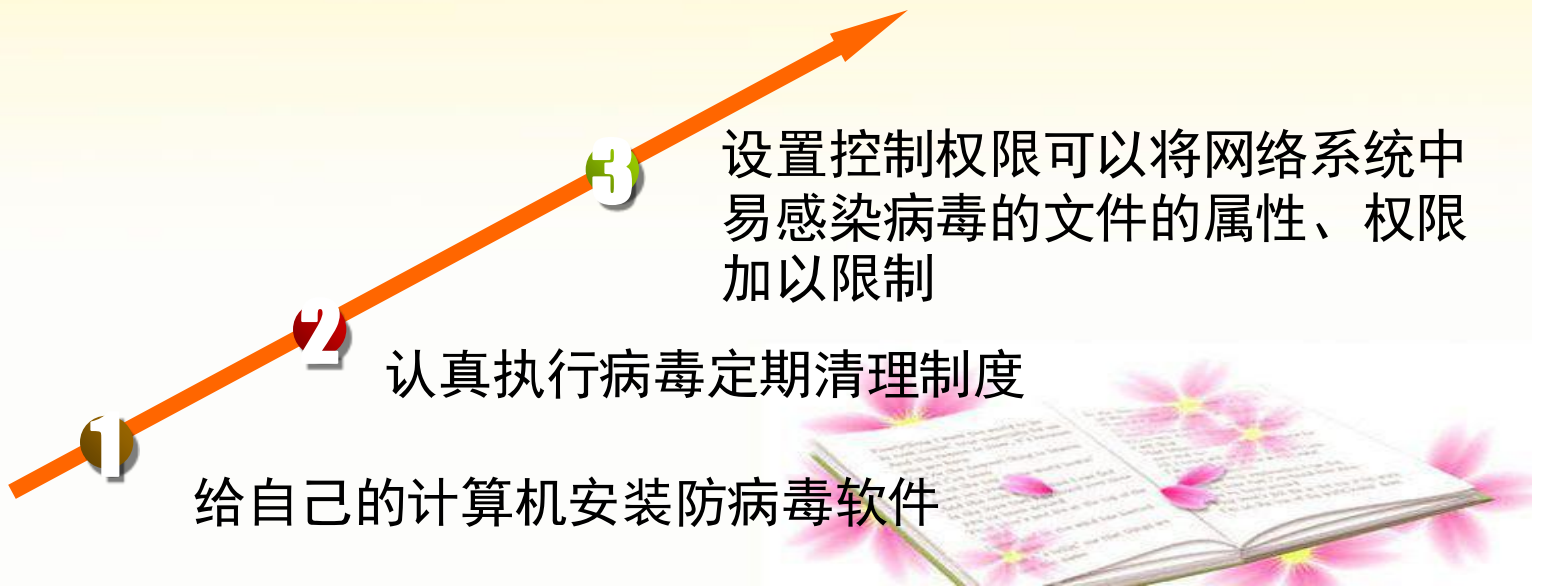 3
设置控制权限可以将网络系统中
易感染病毒的文件的属性、权限
加以限制
2
认真执行病毒定期清理制度
1
给自己的计算机安装防病毒软件